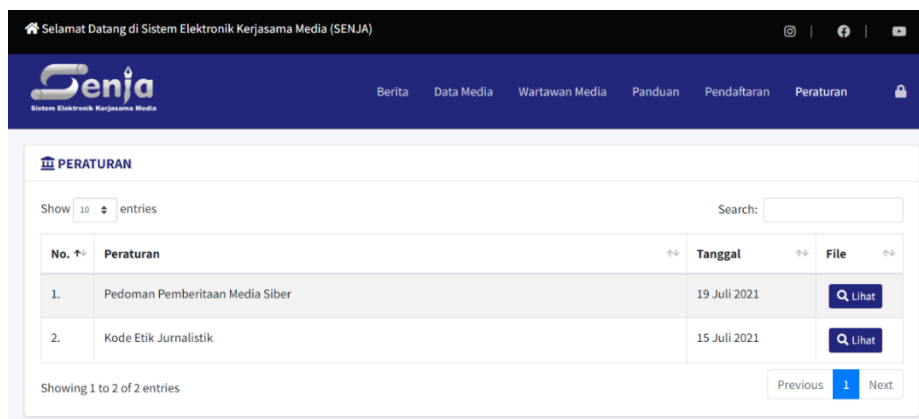 Selamat Datang di Sistem Elektronik Kerjasama Media (SENJA)
Senja
Sistem Elektronik Kerjasama Media
Berita Data Media Wartawan Media Panduan Pendaftaran Peraturan
PERATURAN
Show 10 entries Search:
No. Peraturan Tanggal File
1. Pedoman Pemberitaan Media Siber 19 Juli 2021 Lihat
2. Kode Etik Jurnalistik 15 Juli 2021 Lihat
Showing 1 to 2 of 2 entries Previous 1 Next